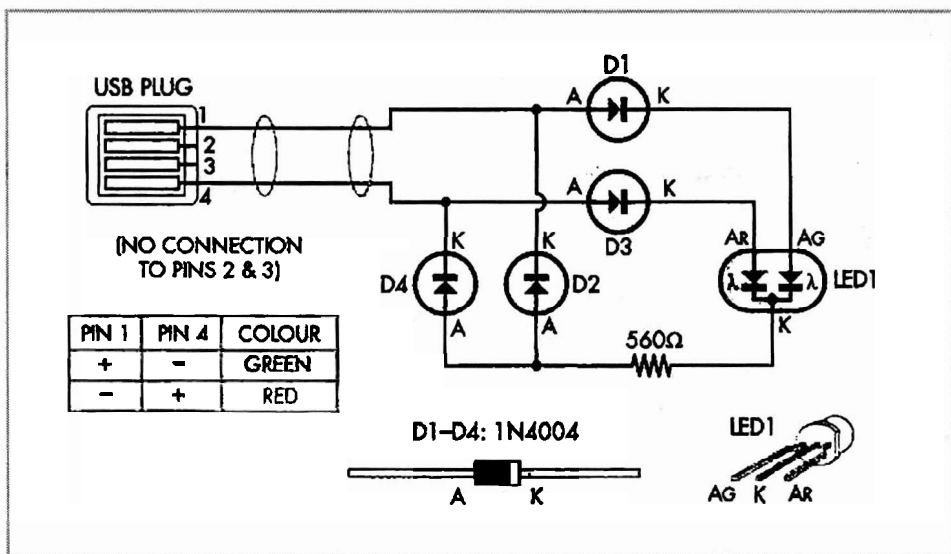 USB PLUG
1
2
3
4
(NO CONNECTION
TO PINS 2 & 3)
D1
A K
A K
D3
K
D4
A
K
D2
A
AR AG
λ λ
LED1
K
560Ω
PIN 1 PIN 4 COLOUR
+ − GREEN
− + RED
D1–D4: 1N4004
A K
LED1
AG K AR